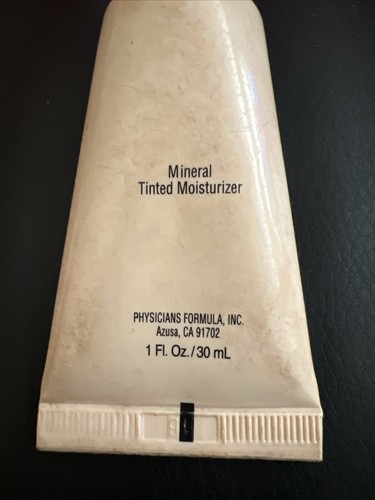 Mineral
Tinted Moisturizer
PHYSICIANS FORMULA, INC.
Azusa, CA 91702
1 Fl. Oz./30 mL